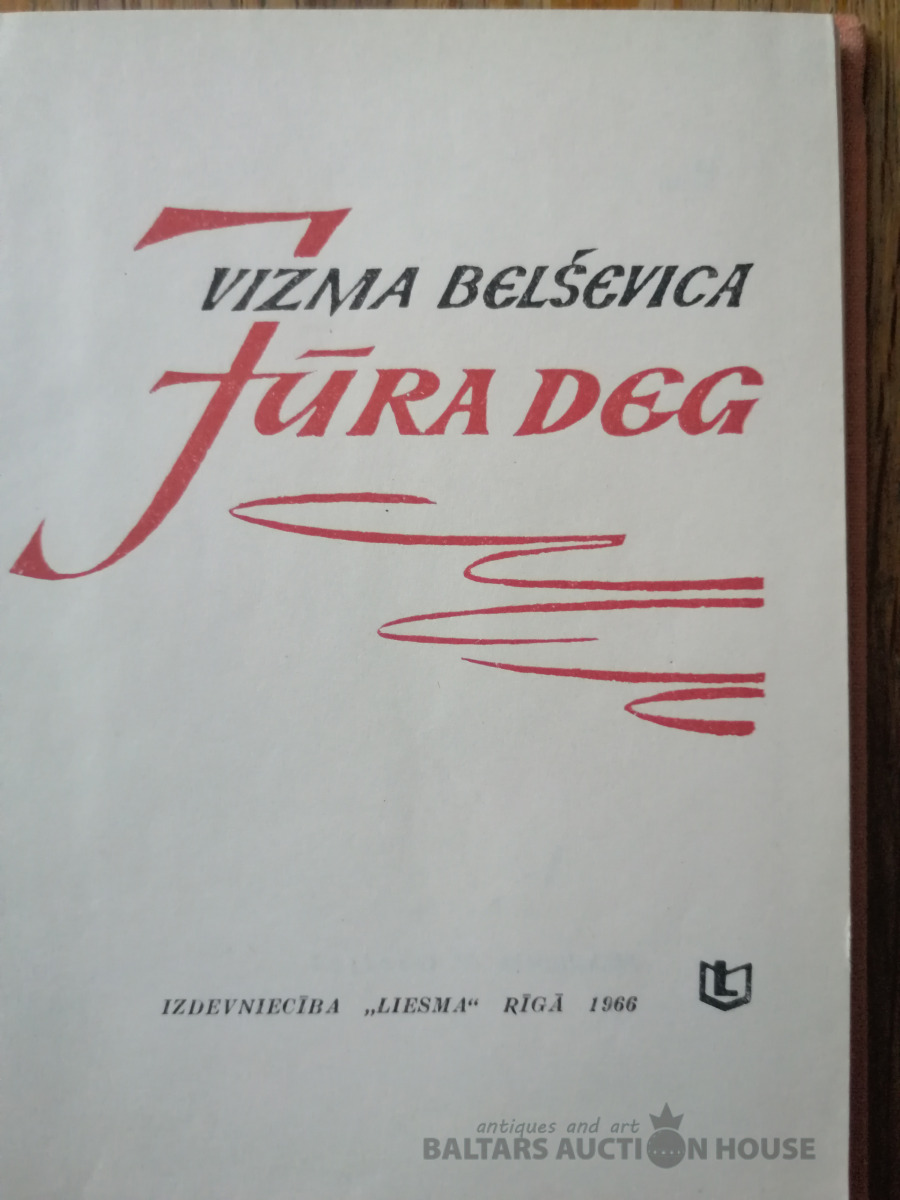 VIZMA BELŠEVICA
JŪRA DEG
IZDEVNIECĪBA „LIESMA“ RĪGĀ 1966
L
antiques and art
BALTARS AUCTION HOUSE